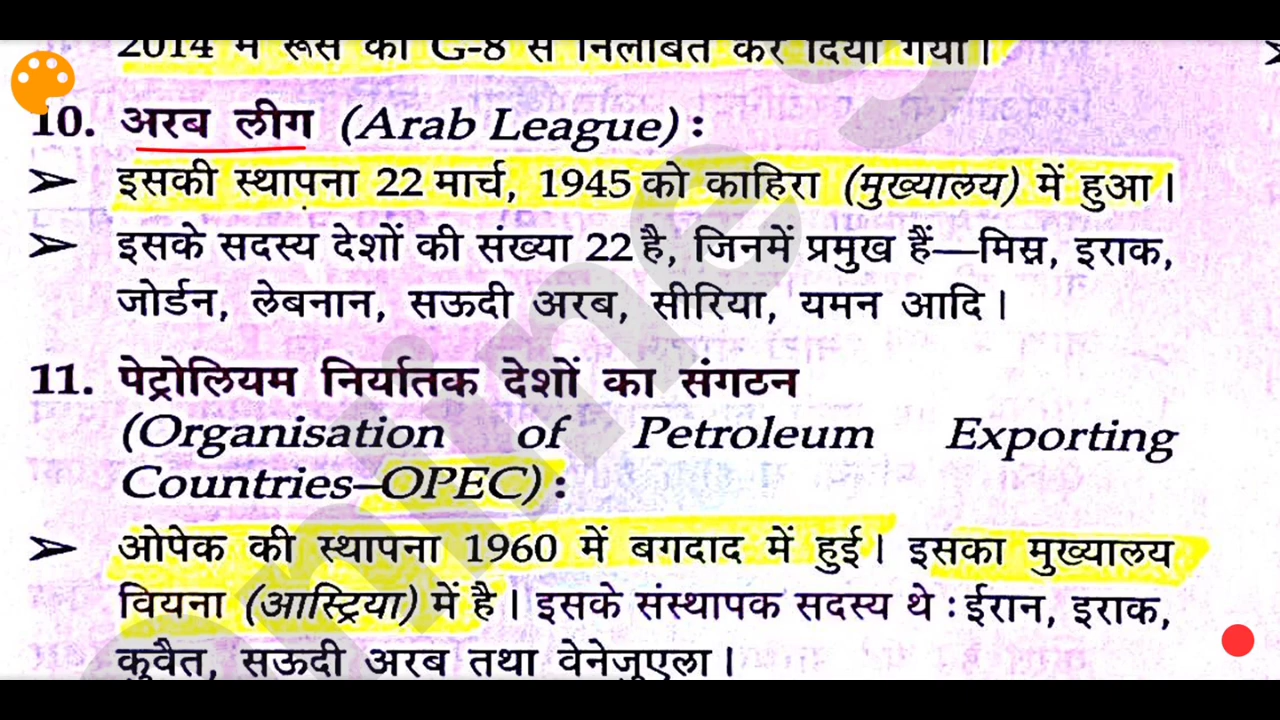 2014 में रूस को G-8 से निलंबित कर दिया गया।
10. अरब लीग (Arab League) :
➢ इसकी स्थापना 22 मार्च, 1945 को काहिरा (मुख्यालय) में हुआ।
➢ इसके सदस्य देशों की संख्या 22 है, जिनमें प्रमुख हैं—मिस्र, इराक,
जोर्डन, लेबनान, सऊदी अरब, सीरिया, यमन आदि।
11. पेट्रोलियम निर्यातक देशों का संगठन
(Organisation of Petroleum Exporting
Countries–OPEC) :
➢ ओपेक की स्थापना 1960 में बगदाद में हुई। इसका मुख्यालय
वियना (आस्ट्रिया) में है। इसके संस्थापक सदस्य थे : ईरान, इराक,
कुवैत, सऊदी अरब तथा वेनेजुएला।